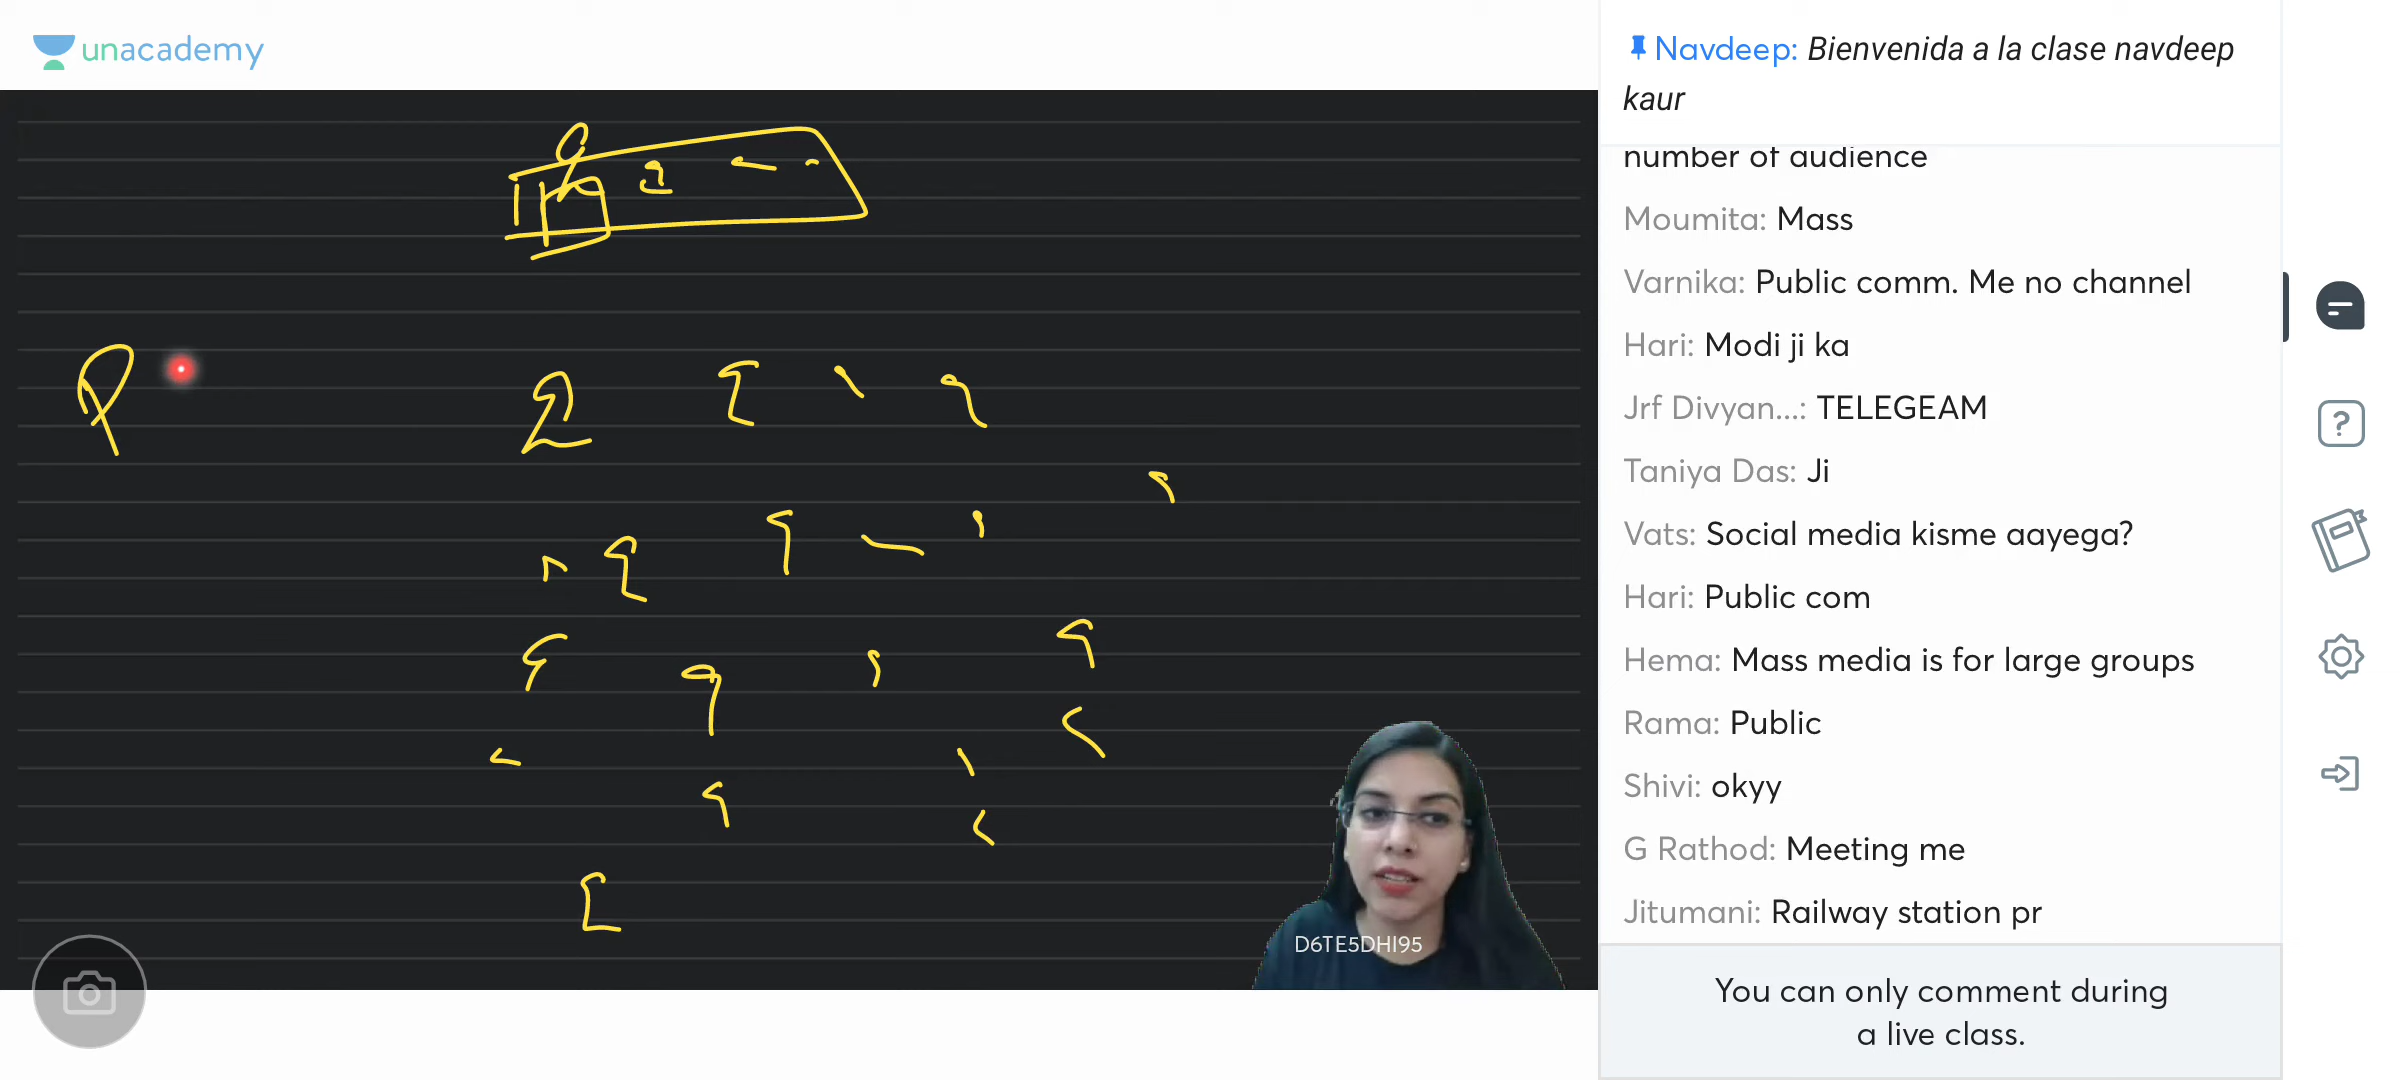 unacademy
Navdeep: Bienvenida a la clase navdeep
kaur
number of audience
Moumita: Mass
Varnika: Public comm. Me no channel
Hari: Modi ji ka
Jrf Divyan...: TELEGEAM
Taniya Das: Ji
Vats: Social media kisme aayega?
Hari: Public com
Hema: Mass media is for large groups
Rama: Public
Shivi: okyy
G Rathod: Meeting me
Jitumani: Railway station pr
D6TE5DHI95
You can only comment during
a live class.